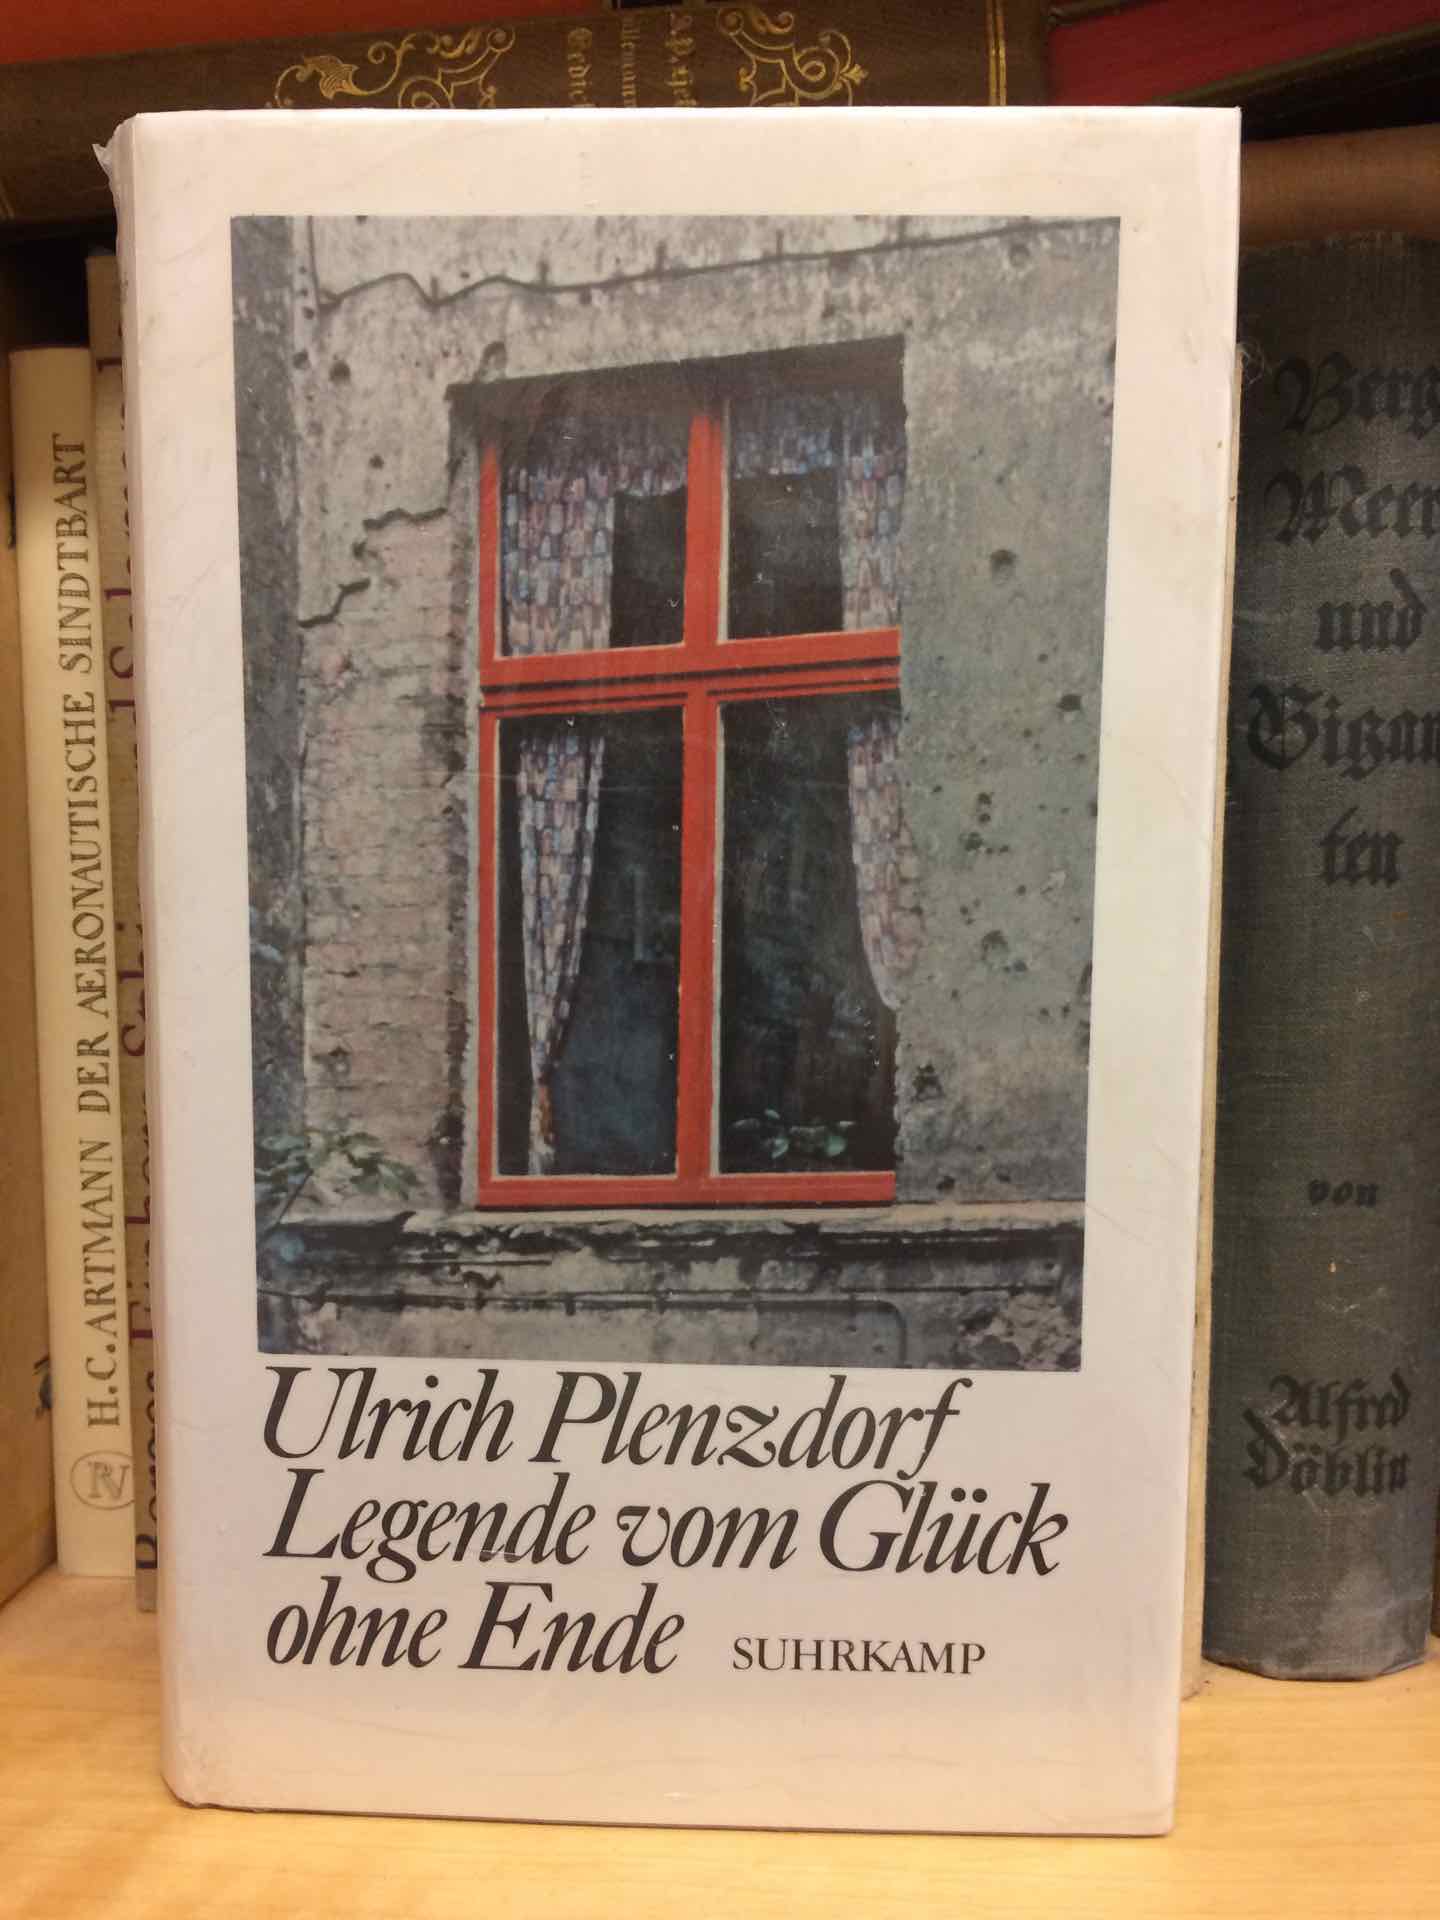 Ulrich Plenzdorf
Legende vom Glück
ohne Ende SUHRKAMP
H.C. ARTMANN DER AERONAUTISCHE SINDTBART
Berg
Meer
und
Gigan
ten
von
Alfred
Döblin